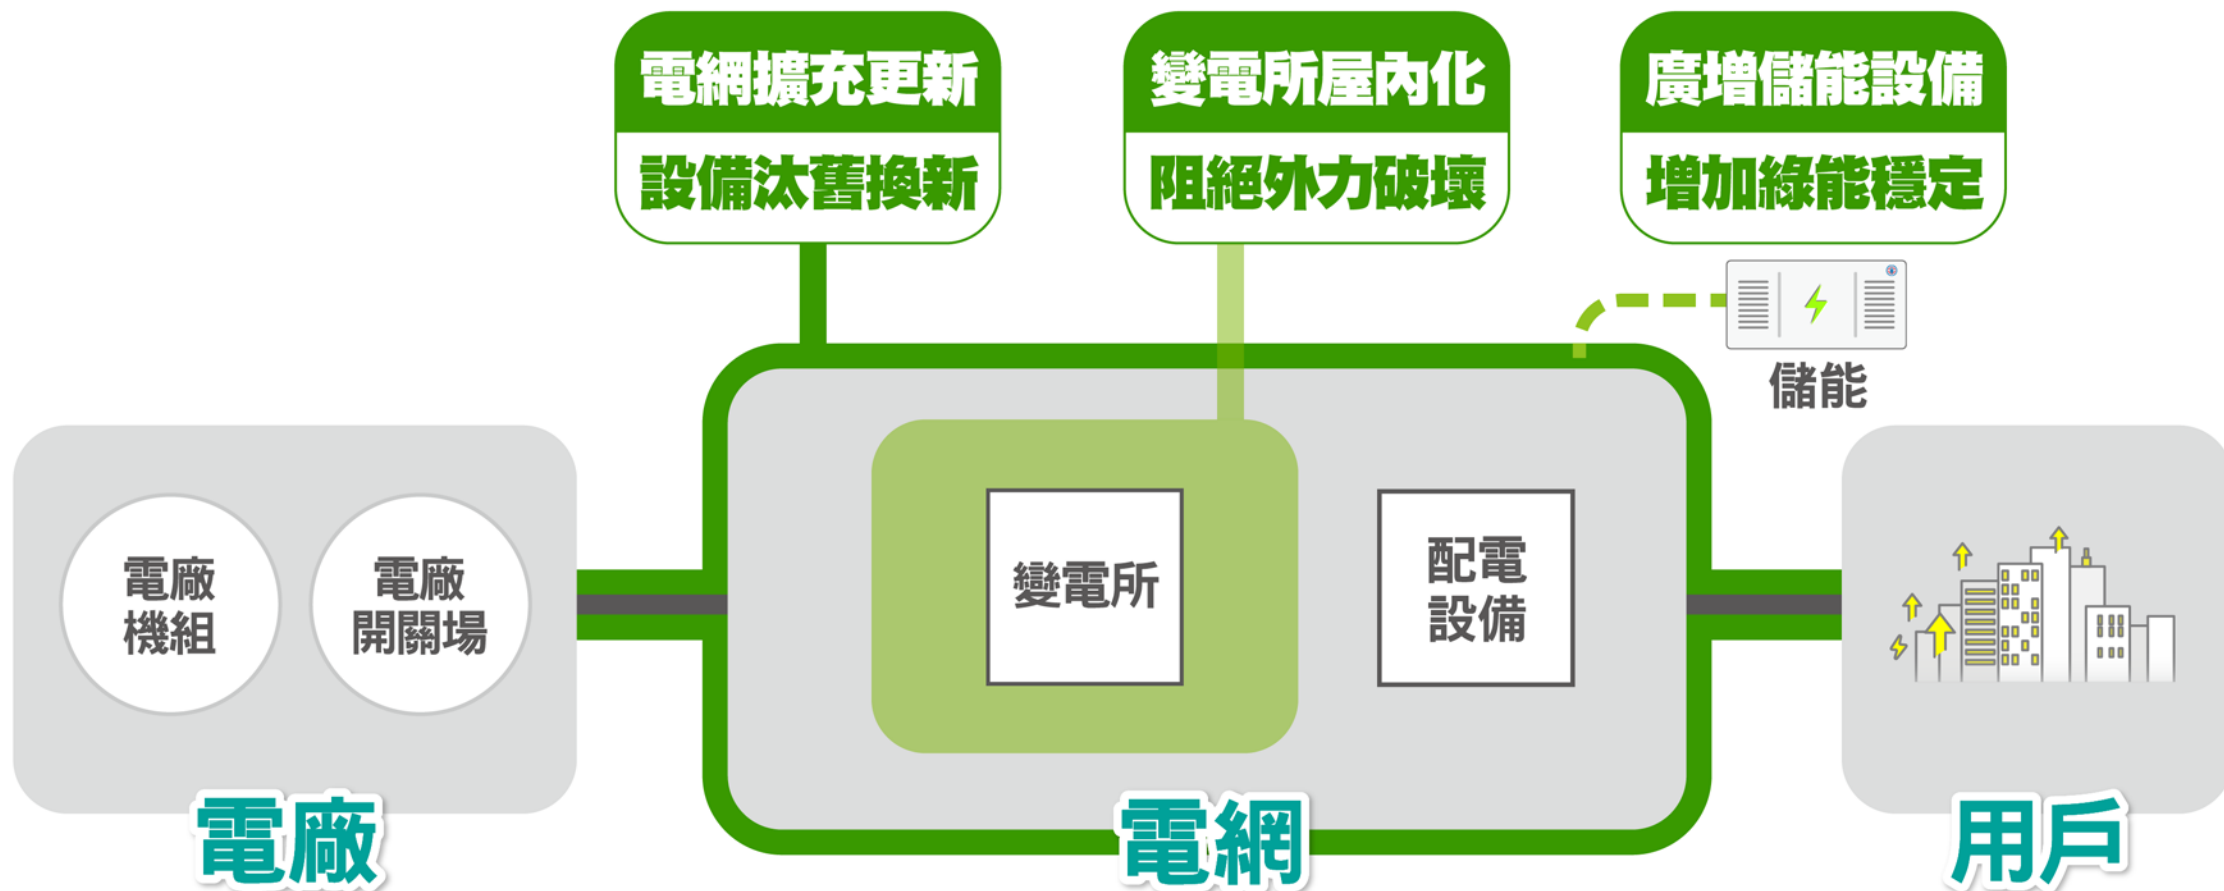 電網擴充更新
設備汰舊換新
變電所屋內化
阻絕外力破壞
廣增儲能設備
增加綠能穩定
儲能
電廠
機組
電廠
開關場
變電所
配電
設備
電廠
電網
用戶